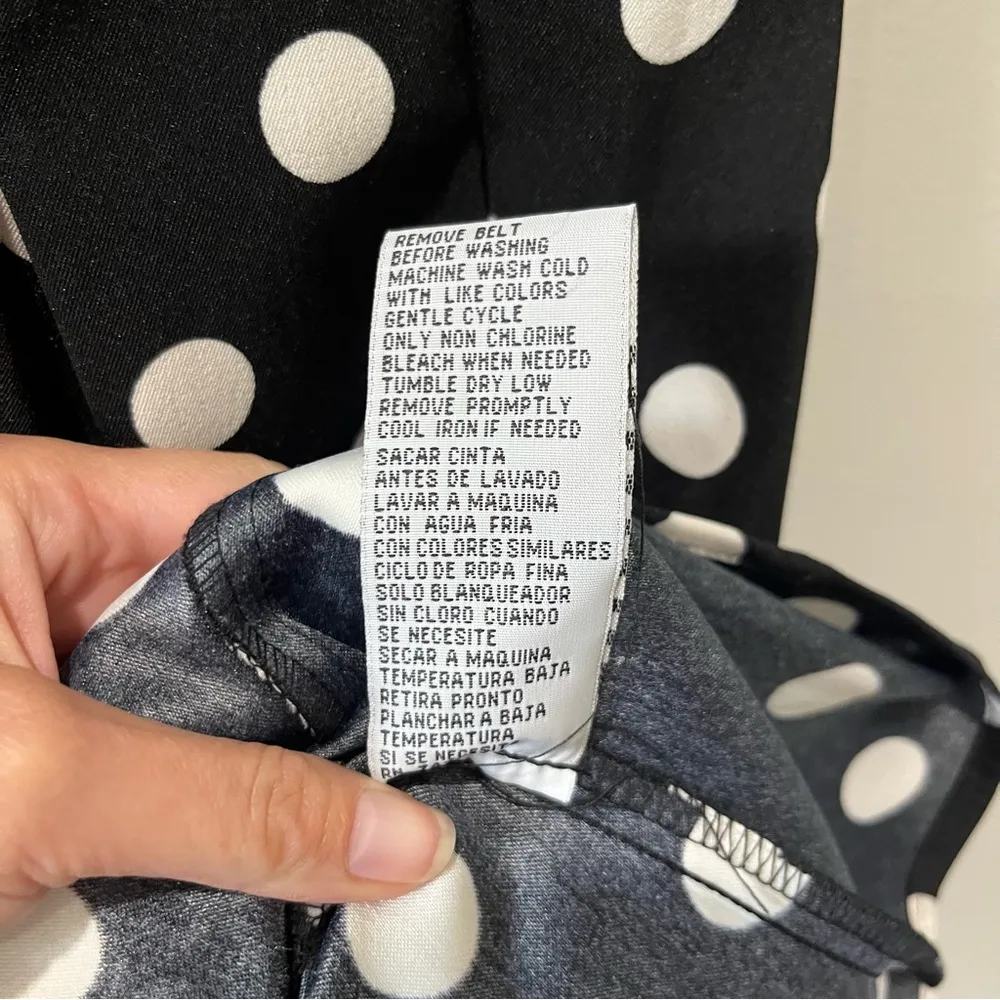 REMOVE BELT
BEFORE WASHING
MACHINE WASH COLD
WITH LIKE COLORS
GENTLE CYCLE
ONLY NON CHLORINE
BLEACH WHEN NEEDED
TUMBLE DRY LOW
REMOVE PROMPTLY
COOL IRON IF NEEDED
SACAR CINTA
ANTES DE LAVADO
LAVAR A MAQUINA
CON AGUA FRIA
CON COLORES SIMILARES
CICLO DE ROPA FINA
SOLO BLANQUEADOR
SIN CLORO CUANDO
SE NECESITE
SECAR A MAQUINA
TEMPERATURA BAJA
RETIRA PRONTO
PLANCHAR A BAJA
TEMPERATURA
SI SE NECESIT